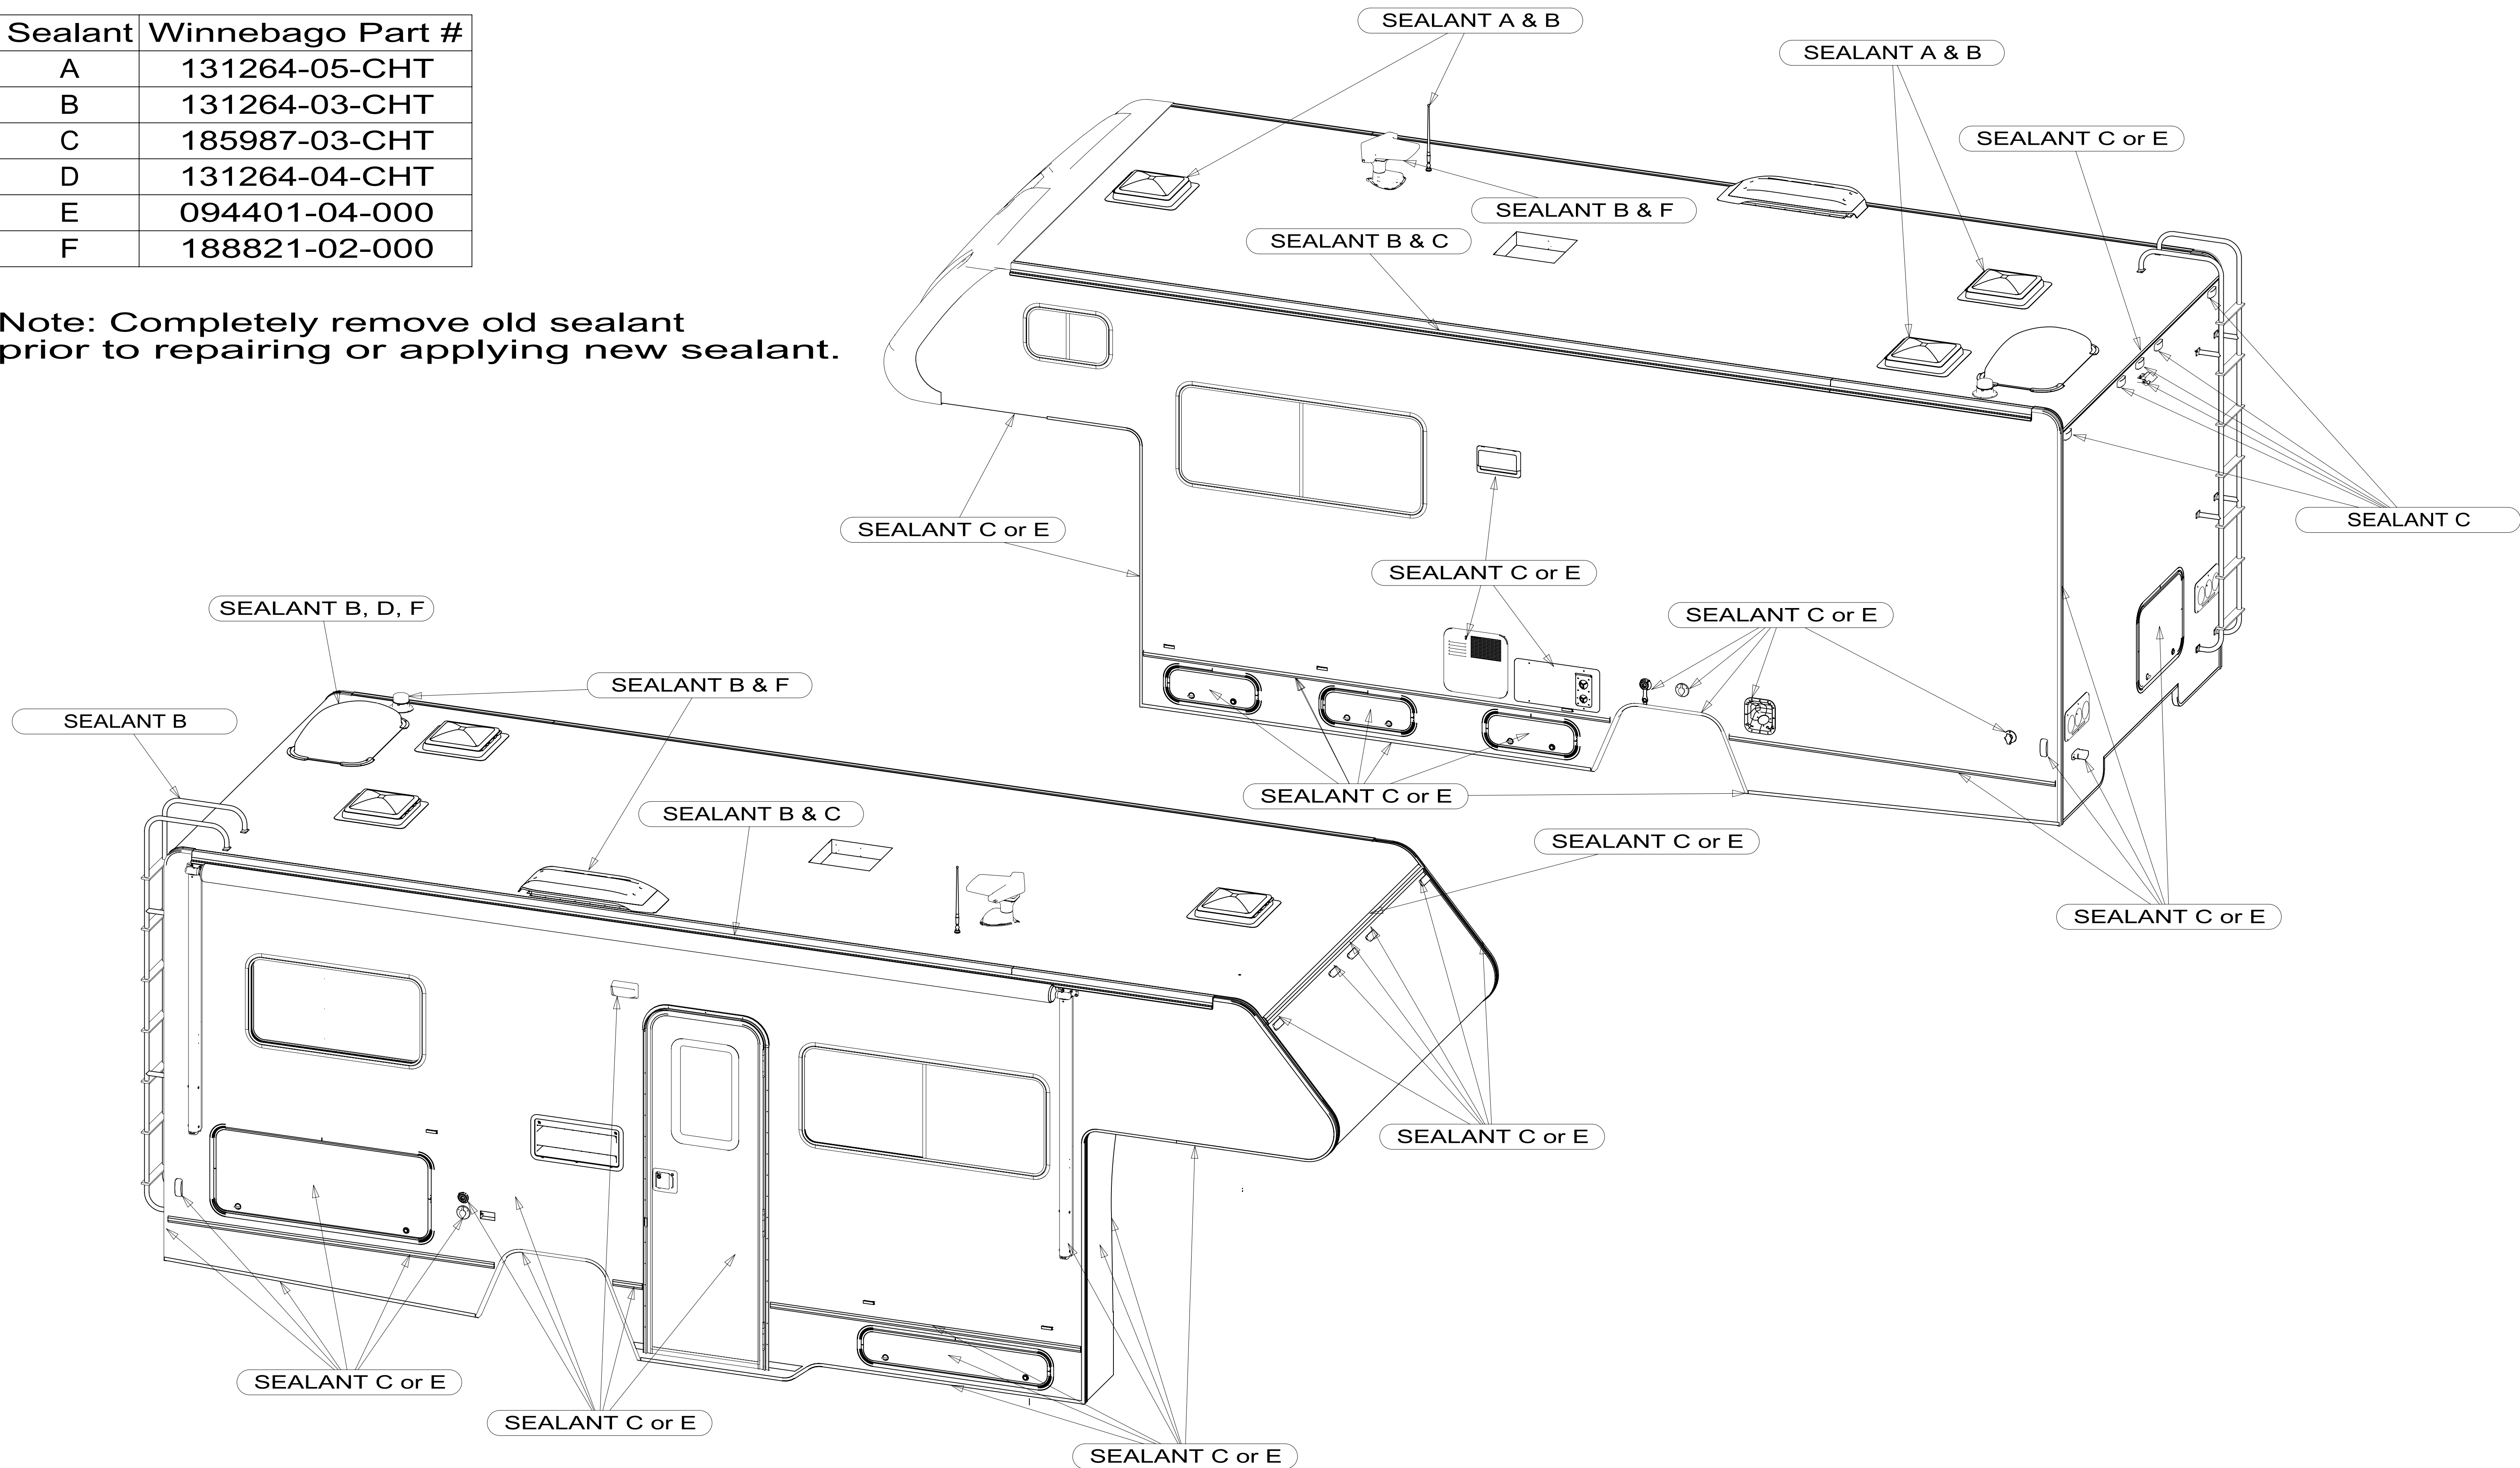 Sealant Winnebago Part #
A 131264-05-CHT
B 131264-03-CHT
C 185987-03-CHT
D 131264-04-CHT
E 094401-04-000
F 188821-02-000
Note: Completely remove old sealant
prior to repairing or applying new sealant.
SEALANT A & B
SEALANT A & B
SEALANT C or E
SEALANT B & F
SEALANT B & C
SEALANT C
SEALANT C or E
SEALANT C or E
SEALANT C or E
SEALANT C or E
SEALANT C or E
SEALANT B, D, F
SEALANT B & F
SEALANT B
SEALANT B & C
SEALANT C or E
SEALANT C or E
SEALANT C or E
SEALANT C or E
SEALANT C or E